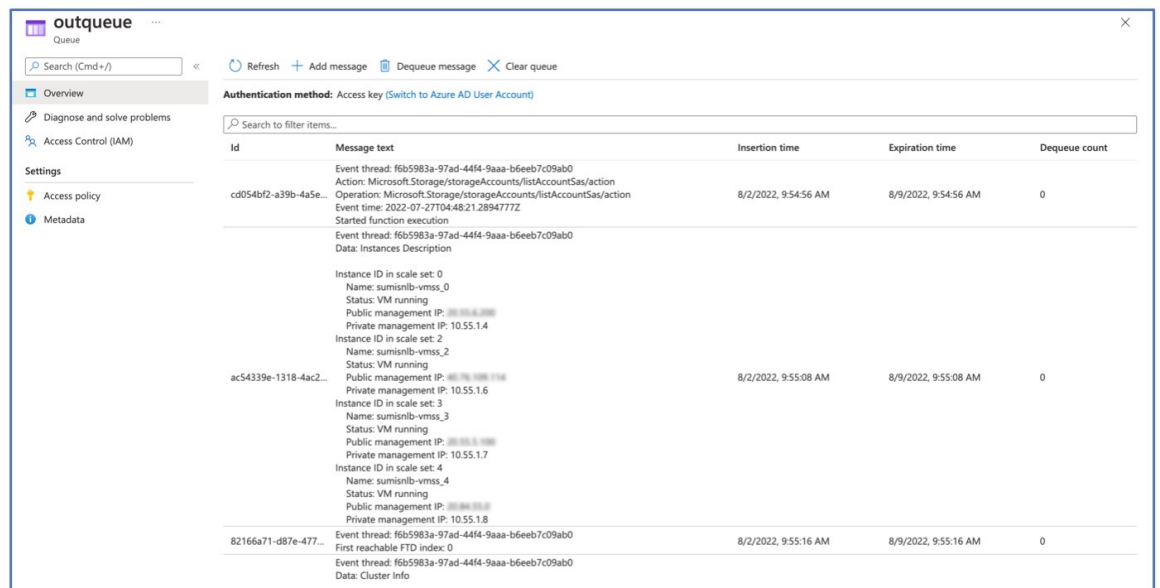 outqueue ...
Queue
Search (Cmd+/)
«
Refresh
Add message
Dequeue message
Clear queue
Overview
Diagnose and solve problems
Access Control (IAM)
Settings
Access policy
Metadata
Authentication method: Access key (Switch to Azure AD User Account)
Search to filter items...
Id Message text Insertion time Expiration time Dequeue count
Event thread: f6b5983a-97ad-44f4-9aaa-b6eeb7c09ab0
Action: Microsoft.Storage/storageAccounts/listAccountSas/action
cd054bf2-a39b-4a5e... Operation: Microsoft.Storage/storageAccounts/listAccountSas/action 8/2/2022, 9:54:56 AM 8/9/2022, 9:54:56 AM 0
Event time: 2022-07-27T04:48:21.2894777Z
Started function execution
Event thread: f6b5983a-97ad-44f4-9aaa-b6eeb7c09ab0
Data: Instances Description
Instance ID in scale set: 0
Name: sumisnlb-vmss_0
Status: VM running
Public management IP:
Private management IP: 10.55.1.4
Instance ID in scale set: 2
Name: sumisnlb-vmss_2
Status: VM running
ac54339e-1318-4ac2... Public management IP: 8/2/2022, 9:55:08 AM 8/9/2022, 9:55:08 AM 0
Private management IP: 10.55.1.6
Instance ID in scale set: 3
Name: sumisnlb-vmss_3
Status: VM running
Public management IP:
Private management IP: 10.55.1.7
Instance ID in scale set: 4
Name: sumisnlb-vmss_4
Status: VM running
Public management IP:
Private management IP: 10.55.1.8
Event thread: f6b5983a-97ad-44f4-9aaa-b6eeb7c09ab0
82166a71-d87e-477... First reachable FTD index: 0 8/2/2022, 9:55:16 AM 8/9/2022, 9:55:16 AM 0
Event thread: f6b5983a-97ad-44f4-9aaa-b6eeb7c09ab0
Data: Cluster Info